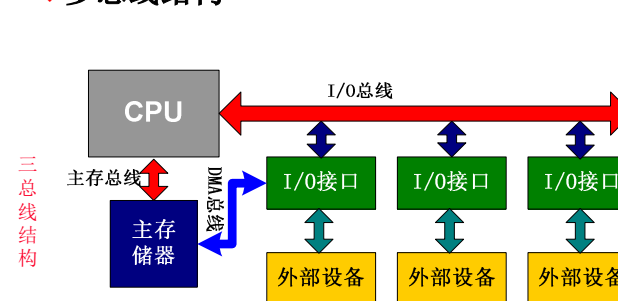 多总线结构
CPU
I/O总线
三总线结构
主存总线
DMA总线
I/O接口
I/O接口
I/O接口
主存
储器
外部设备
外部设备
外部设备